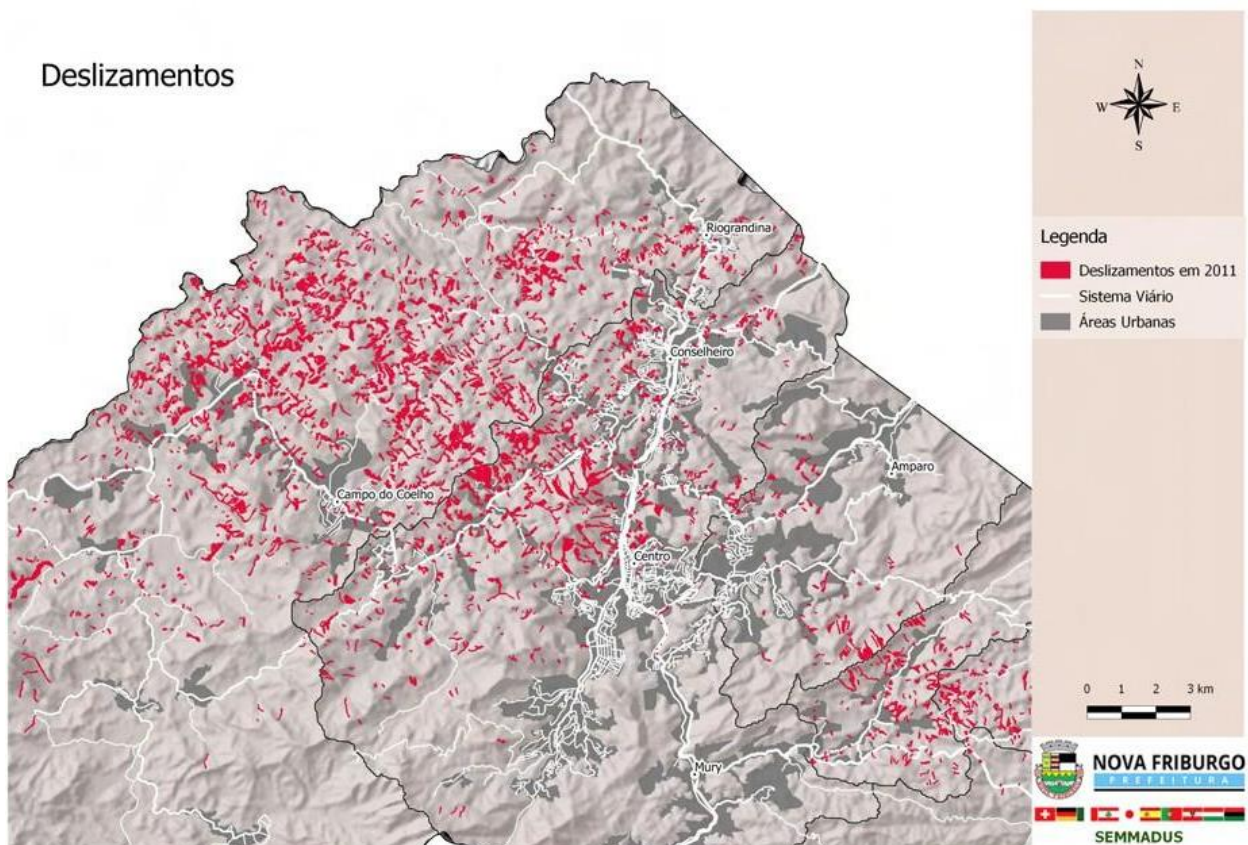 Deslizamentos
N
W E
S
Riograndina
Conselheiro
Amparo
Campo do Coelho
Centro
Mury
Legenda
Deslizamentos em 2011
Sistema Viário
Áreas Urbanas
0 1 2 3 km
NOVA FRIBURGO
PREFEITURA
SEMMADUS